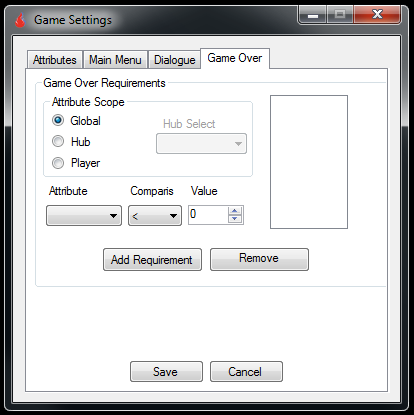 Game Settings
Attributes Main Menu Dialogue Game Over
Game Over Requirements
Attribute Scope
Global
Hub Select
Hub
Player
Attribute Comparis Value
< 0
Add Requirement Remove
Save Cancel